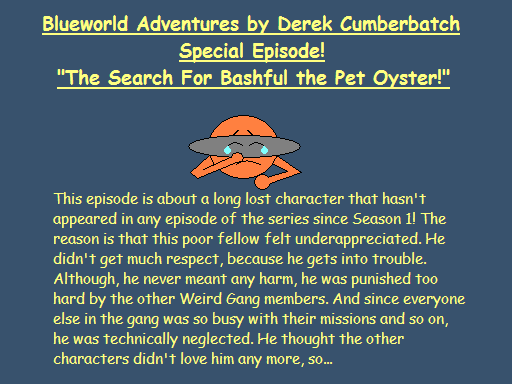 Blueworld Adventures by Derek Cumberbatch
Special Episode!
"The Search For Bashful the Pet Oyster!"
This episode is about a long lost character that hasn't
appeared in any episode of the series since Season 1! The
reason is that this poor fellow felt underappreciated. He
didn't get much respect, because he gets into trouble.
Although, he never meant any harm, he was punished too
hard by the other Weird Gang members. And since everyone
else in the gang was so busy with their missions and so on,
he was technically neglected. He thought the other
characters didn't love him any more, so...